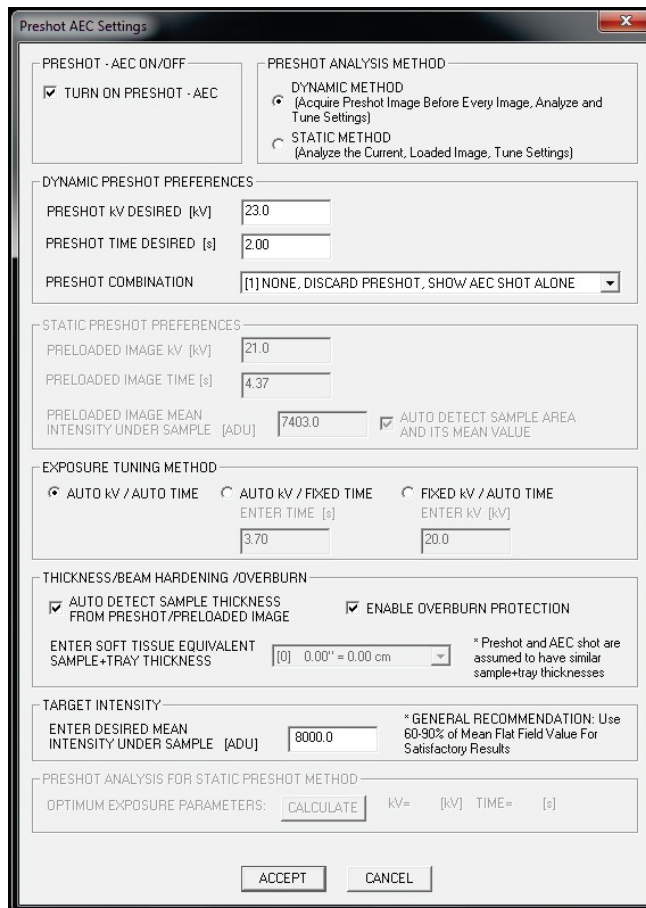 Preshot AEC Settings
PRESHOT - AEC ON/OFF
TURN ON PRESHOT - AEC
PRESHOT ANALYSIS METHOD
DYNAMIC METHOD
(Acquire Preshot Image Before Every Image, Analyze and
Tune Settings)
STATIC METHOD
(Analyze the Current, Loaded Image, Tune Settings)
DYNAMIC PRESHOT PREFERENCES
PRESHOT kV DESIRED [kV] 23.0
PRESHOT TIME DESIRED [s] 2.00
PRESHOT COMBINATION [1] NONE, DISCARD PRESHOT, SHOW AEC SHOT ALONE
STATIC PRESHOT PREFERENCES
PRELOADED IMAGE kV [kV] 21.0
PRELOADED IMAGE TIME [s] 4.37
PRELOADED IMAGE MEAN
INTENSITY UNDER SAMPLE [ADU] 7403.0
AUTO DETECT SAMPLE AREA
AND ITS MEAN VALUE
EXPOSURE TUNING METHOD
AUTO kV / AUTO TIME
AUTO kV / FIXED TIME
ENTER TIME [s]
3.70
FIXED kV / AUTO TIME
ENTER kV [kV]
20.0
THICKNESS/BEAM HARDENING /OVERBURN
AUTO DETECT SAMPLE THICKNESS
FROM PRESHOT/PRELOADED IMAGE
ENABLE OVERBURN PROTECTION
ENTER SOFT TISSUE EQUIVALENT
SAMPLE+TRAY THICKNESS
[0] 0.00" = 0.00 cm
* Preshot and AEC shot are
assumed to have similar
sample+tray thicknesses
TARGET INTENSITY
ENTER DESIRED MEAN
INTENSITY UNDER SAMPLE [ADU] 8000.0
* GENERAL RECOMMENDATION: Use
60-90% of Mean Flat Field Value For
Satisfactory Results
PRESHOT ANALYSIS FOR STATIC PRESHOT METHOD
OPTIMUM EXPOSURE PARAMETERS: CALCULATE kV= [kV] TIME= [s]
ACCEPT CANCEL